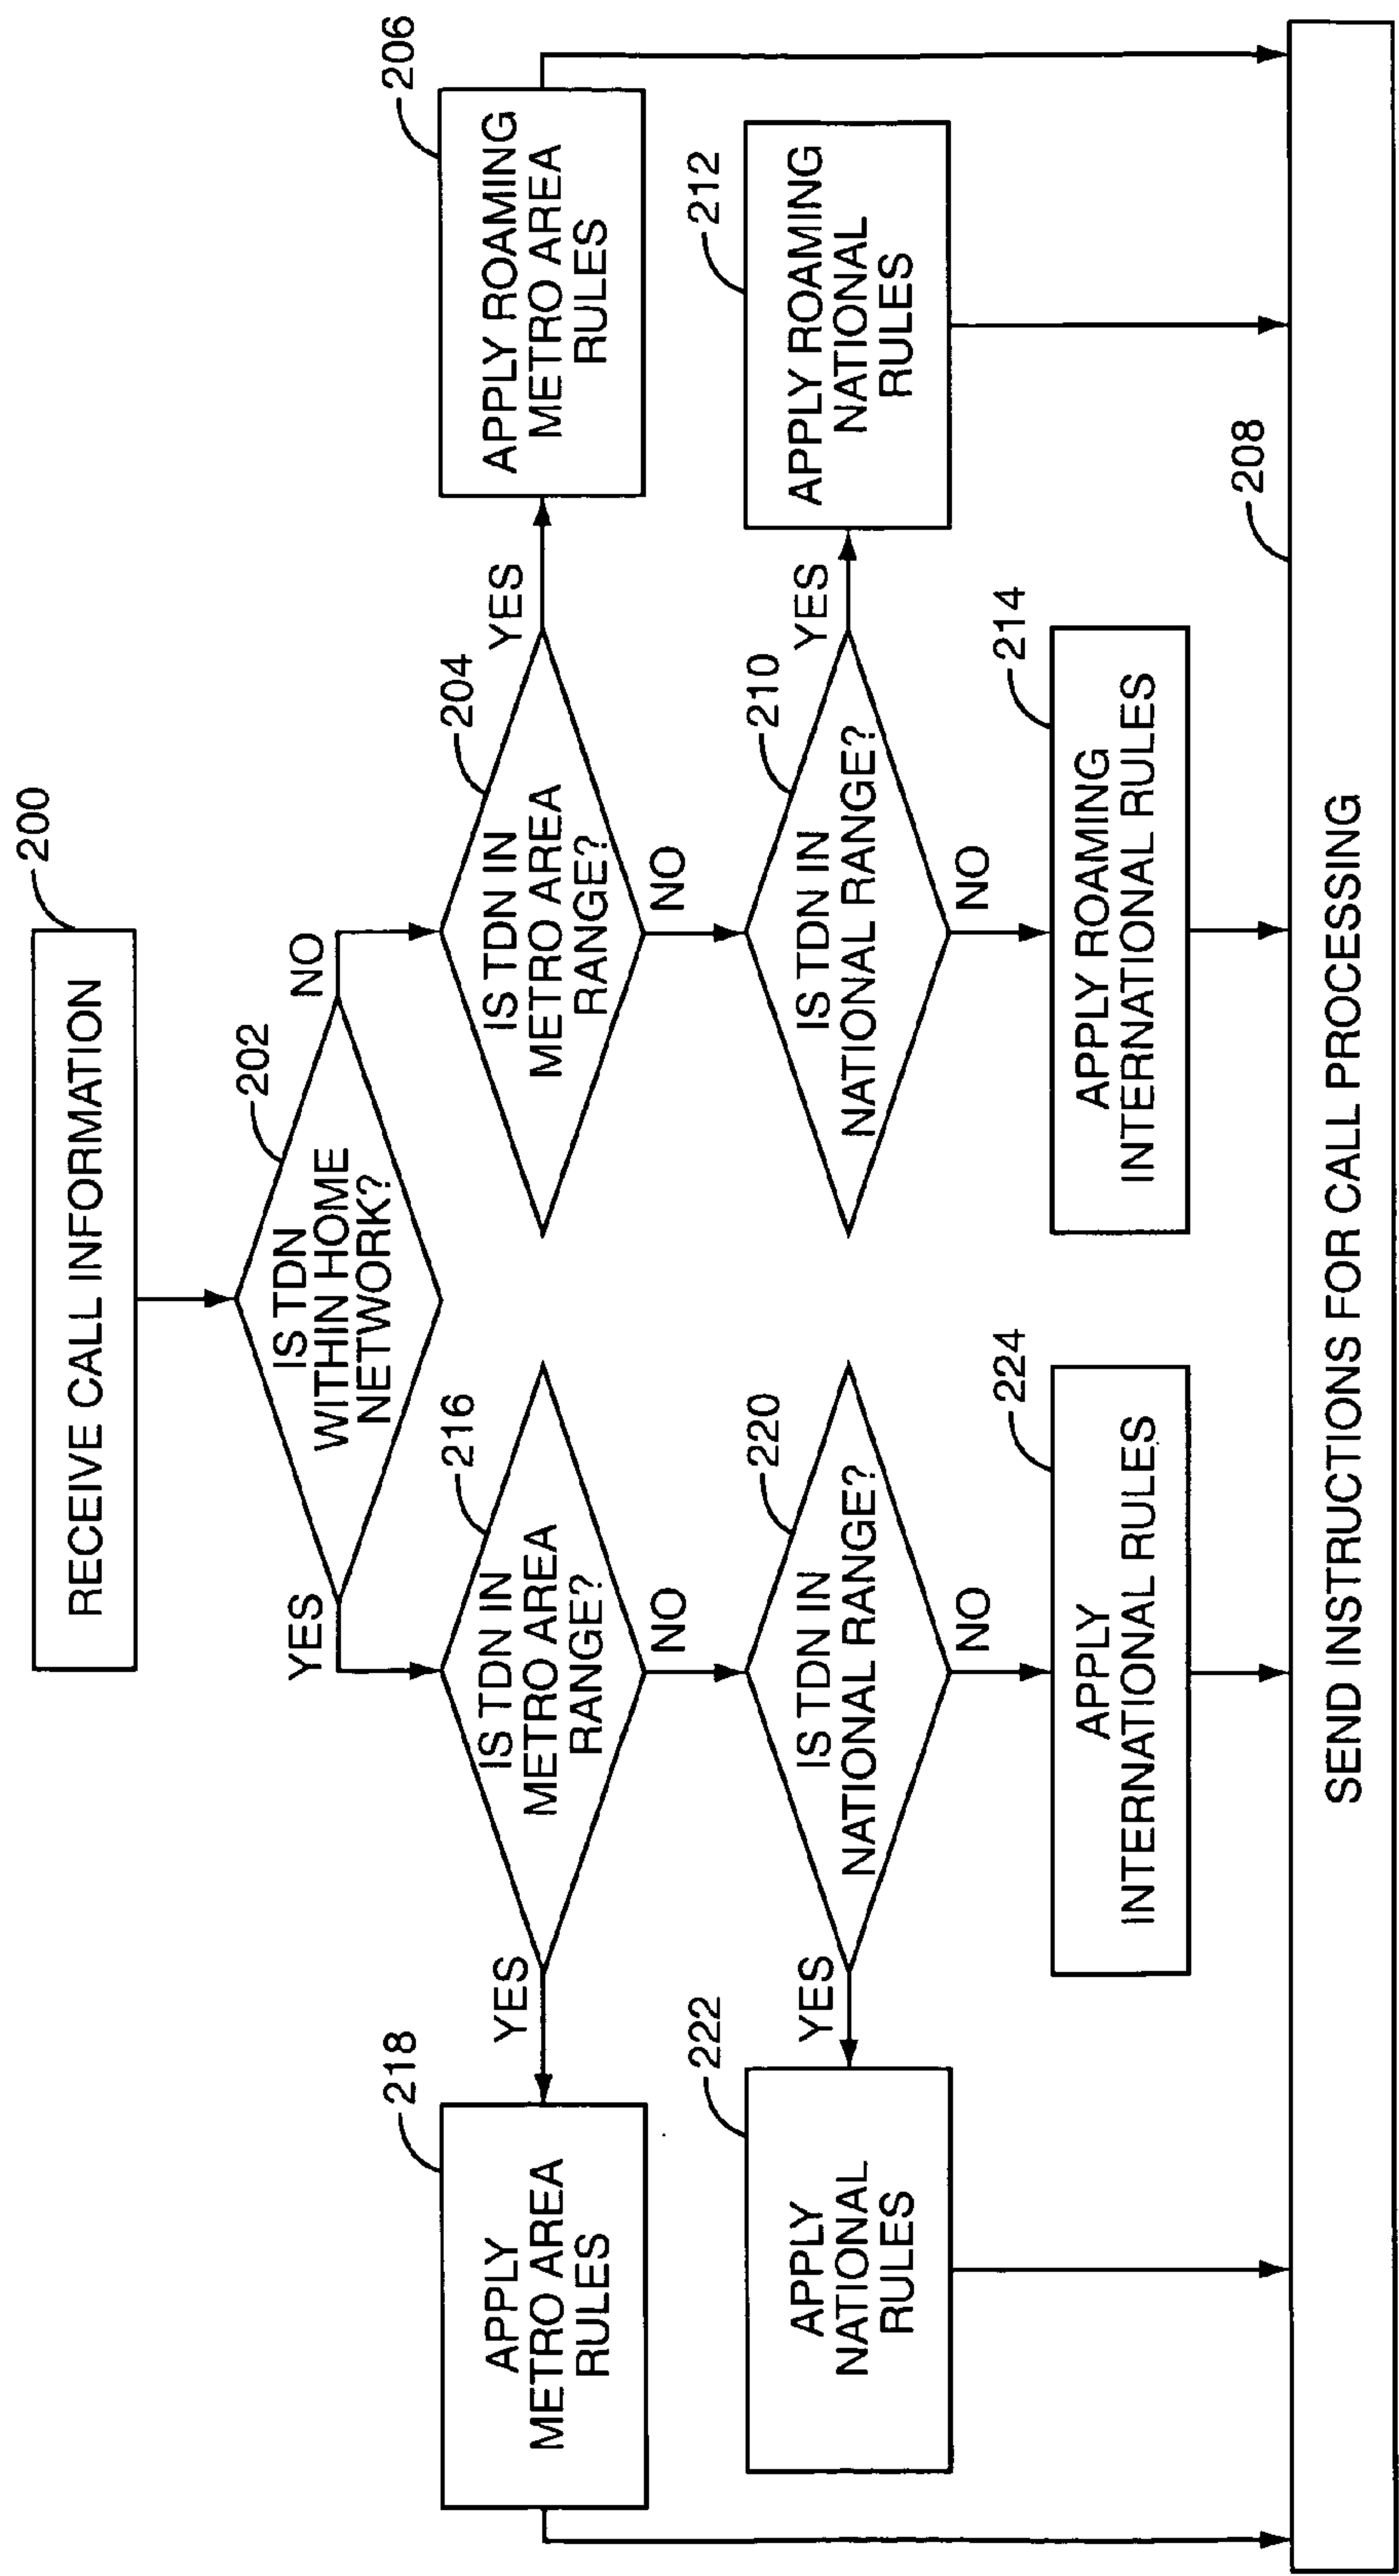 RECEIVE CALL INFORMATION
200
IS TDN
WITHIN HOME
NETWORK?
202
YES
NO
APPLY
METRO AREA
RULES
218
YES
IS TDN IN
METRO AREA
RANGE?
216
NO
IS TDN IN
METRO AREA
RANGE?
204
YES
NO
APPLY ROAMING
METRO AREA
RULES
206
APPLY
NATIONAL
RULES
222
YES
IS TDN IN
NATIONAL RANGE?
220
NO
IS TDN IN
NATIONAL RANGE?
210
YES
NO
APPLY ROAMING
NATIONAL
RULES
212
APPLY
INTERNATIONAL RULES
224
APPLY ROAMING
INTERNATIONAL RULES
214
SEND INSTRUCTIONS FOR CALL PROCESSING
208